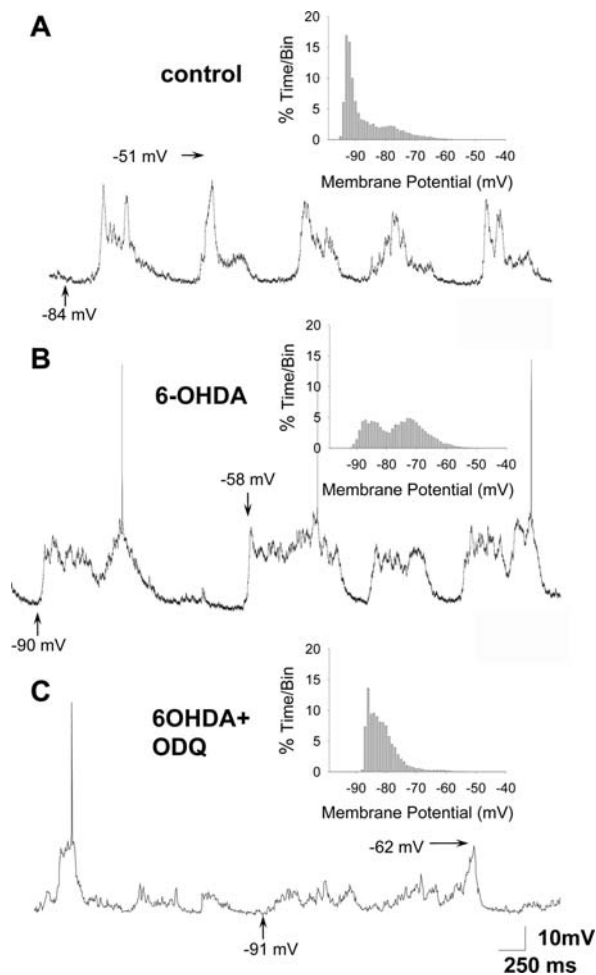 A
control
% Time/Bin
20
15
10
5
0
-90 -80 -70 -60 -50 -40
Membrane Potential (mV)
-51 mV
-84 mV
B
6-OHDA
% Time/Bin
20
15
10
5
0
-90 -80 -70 -60 -50 -40
Membrane Potential (mV)
-58 mV
-90 mV
C
6OHDA+
ODQ
% Time/Bin
20
15
10
5
0
-90 -80 -70 -60 -50 -40
Membrane Potential (mV)
-62 mV
-91 mV
10mV
250 ms